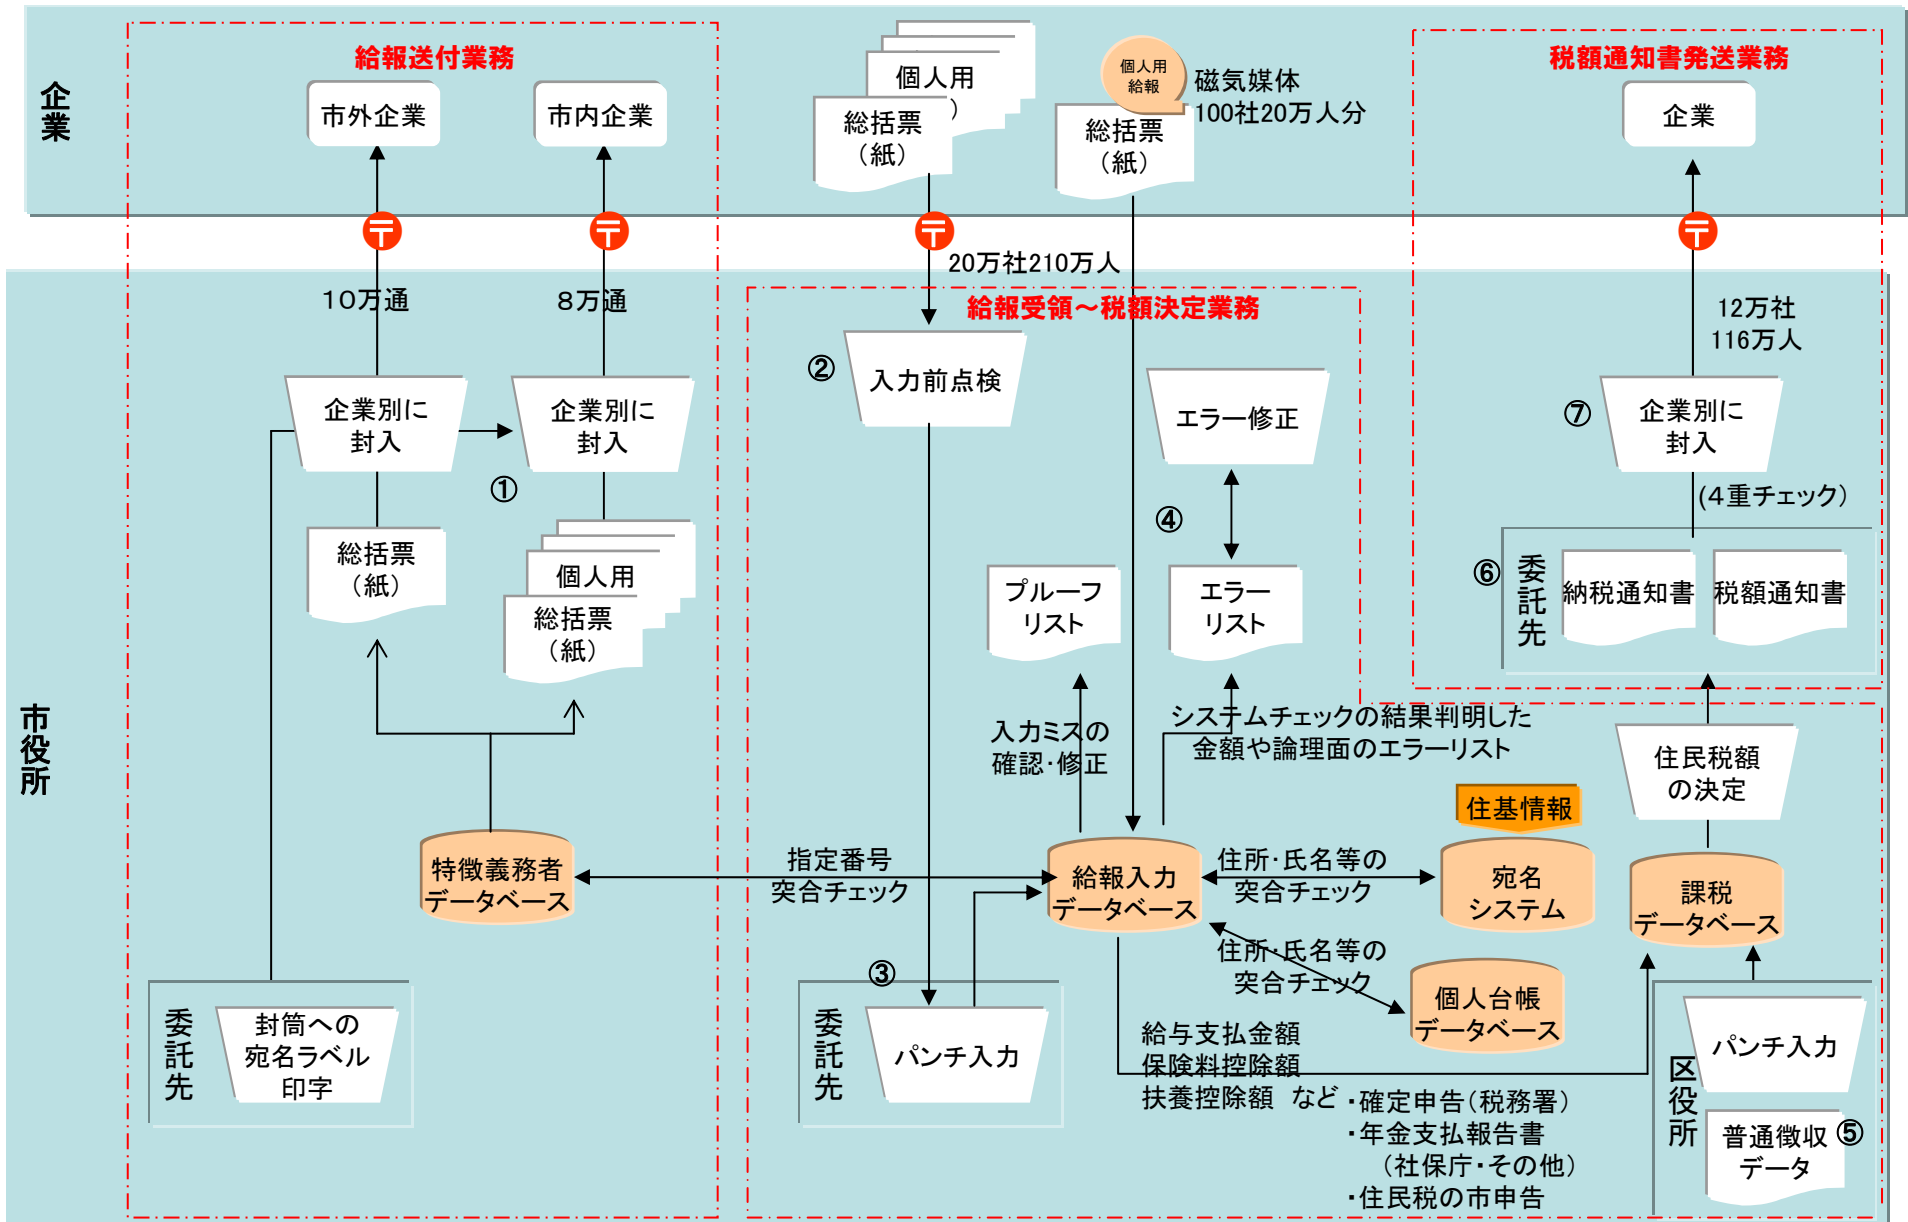 企業
給報送付業務
市外企業
市内企業
個人用
)
総括票
(紙)
個人用
給報
磁気媒体
100社20万人分
総括票
(紙)
税額通知書発送業務
企業
〒
〒
〒
〒
市役所
10万通
8万通
企業別に
封入
企業別に
封入
①
総括票
(紙)
個人用
総括票
(紙)
特徴義務者
データベース
委託先
封筒への
宛名ラベル
印字
20万社210万人
給報受領～税額決定業務
②
入力前点検
エラー修正
④
プルーフ
リスト
エラー
リスト
入力ミスの
確認・修正
システムチェックの結果判明した
金額や論理面のエラーリスト
指定番号
突合チェック
給報入力
データベース
住所・氏名等の
突合チェック
住基情報
宛名
システム
住所・氏名等の
突合チェック
個人台帳
データベース
③
委託先
パンチ入力
給与支払金額
保険料控除額
扶養控除額 など
・確定申告(税務署)
・年金支払報告書
(社保庁・その他)
・住民税の市申告
12万社
116万人
⑦
企業別に
封入
(4重チェック)
⑥
委託先
納税通知書
税額通知書
住民税額
の決定
課税
データベース
区役所
パンチ入力
普通徴収
データ
⑤